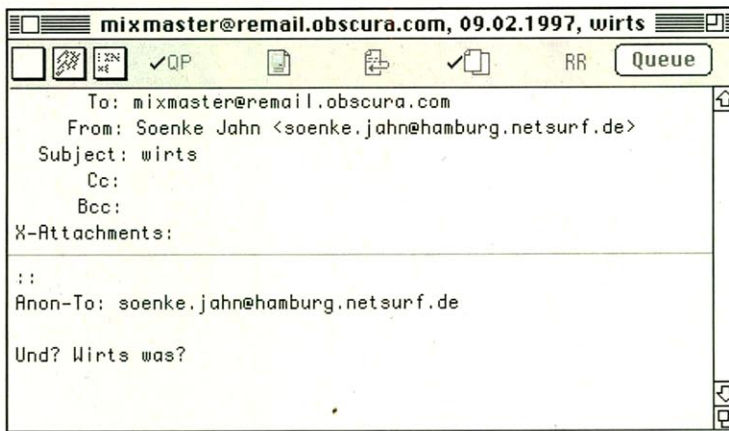 mixmaster@remail.obscura.com, 09.02.1997, wirts
QP RR Queue
To: mixmaster@remail.obscura.com
From: Soenke Jahn <soenke.jahn@hamburg.netsurf.de>
Subject: wirts
Cc:
Bcc:
X-Attachments:
::
Anon-To: soenke.jahn@hamburg.netsurf.de
Und? Wirts was?